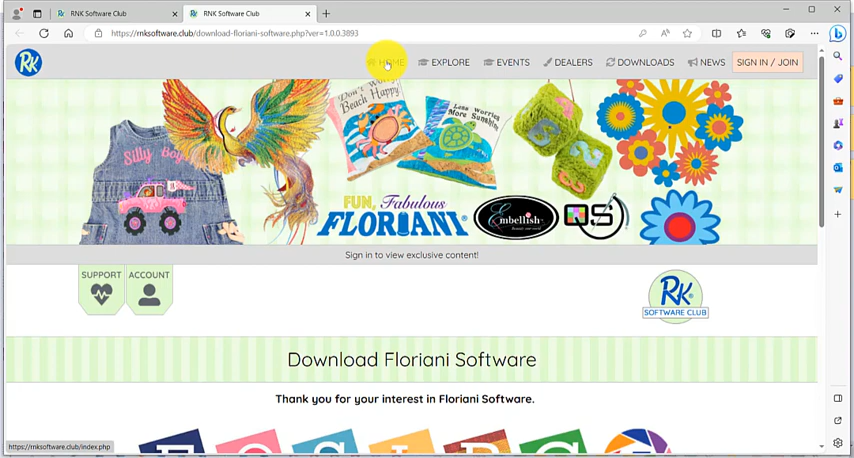 RNK Software Club
RNK Software Club
https://rnksoftware.club/download-floriani-software.php?ver=1.0.0.3893
RK
HOME
EXPLORE
EVENTS
DEALERS
DOWNLOADS
NEWS
SIGN IN / JOIN
Silly Boys
Don't Worry
Beach Happy
Less Worries
More Sunshine
FUN, Fabulous
FLORIANI®
Embellish
QS
Sign in to view exclusive content!
SUPPORT
ACCOUNT
RK®
SOFTWARE CLUB
Download Floriani Software
Thank you for your interest in Floriani Software.
https://rnksoftware.club/index.php